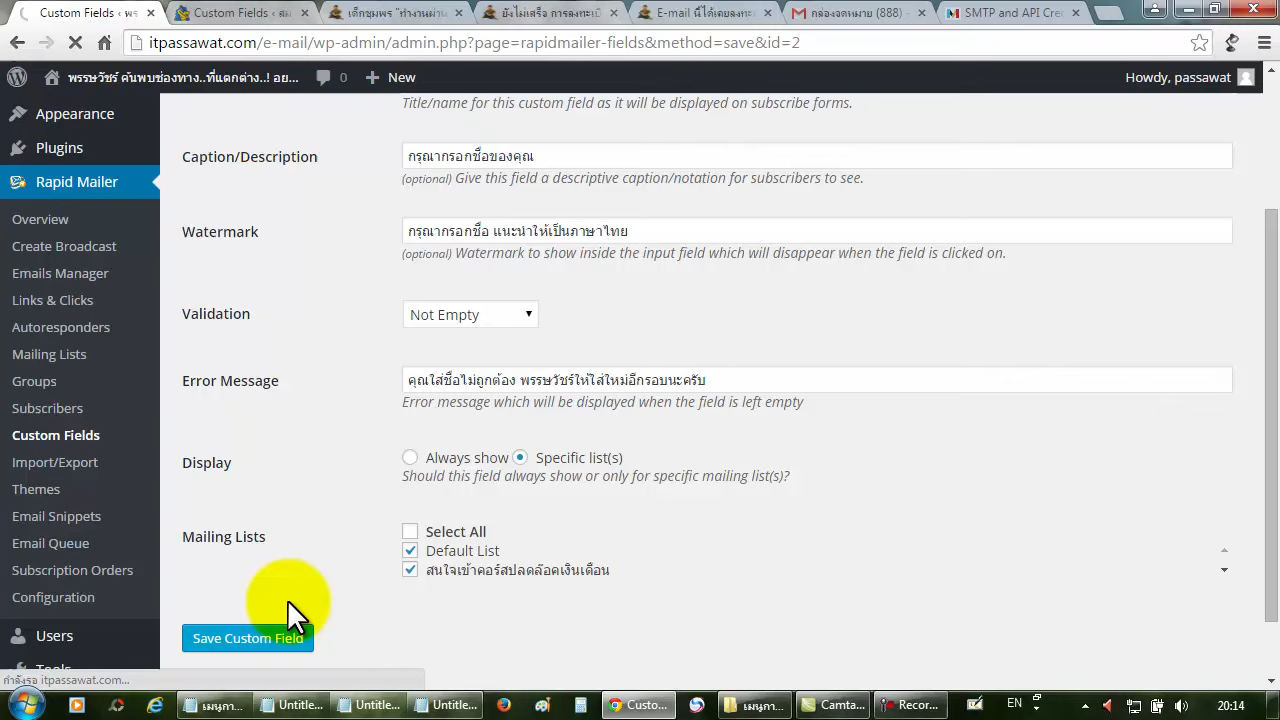 Custom Fields ‹ พร
Custom Fields ‹ สม
เด็กชุมพร "ทำงานผ่าน
ยังไม่เสร็จ การลงทะเบี
E-mail นี้ได้เคยลงทะ
กล่องจดหมาย (888) -
SMTP and API Cre
itpassawat.com/e-mail/wp-admin/admin.php?page=rapidmailer-fields&method=save&id=2
พรรษวัชร์ ค้นพบช่องทาง..ที่แตกต่าง..! อย...
0
New
Howdy, passawat
Appearance
Plugins
Rapid Mailer
Overview
Create Broadcast
Emails Manager
Links & Clicks
Autoresponders
Mailing Lists
Groups
Subscribers
Custom Fields
Import/Export
Themes
Email Snippets
Email Queue
Subscription Orders
Configuration
Users
Tools
Title/name for this custom field as it will be displayed on subscribe forms.
Caption/Description
กรุณากรอกชื่อของคุณ
(optional) Give this field a descriptive caption/notation for subscribers to see.
Watermark
กรุณากรอกชื่อ แนะนำให้เป็นภาษาไทย
(optional) Watermark to show inside the input field which will disappear when the field is clicked on.
Validation
Not Empty
Error Message
คุณใส่ชื่อไม่ถูกต้อง พรรษวัชร์ให้ใส่ใหม่อีกรอบนะครับ
Error message which will be displayed when the field is left empty
Display
Always show
Specific list(s)
Should this field always show or only for specific mailing list(s)?
Mailing Lists
Select All
Default List
สนใจเข้าคอร์สปลดล๊อคเงินเดือน
Save Custom Field
กำลังรอ itpassawat.com...
เมนูกา...
Untitle...
Untitle...
Untitle...
Custo...
เมนูกา...
Camta...
Recor...
EN
20:14